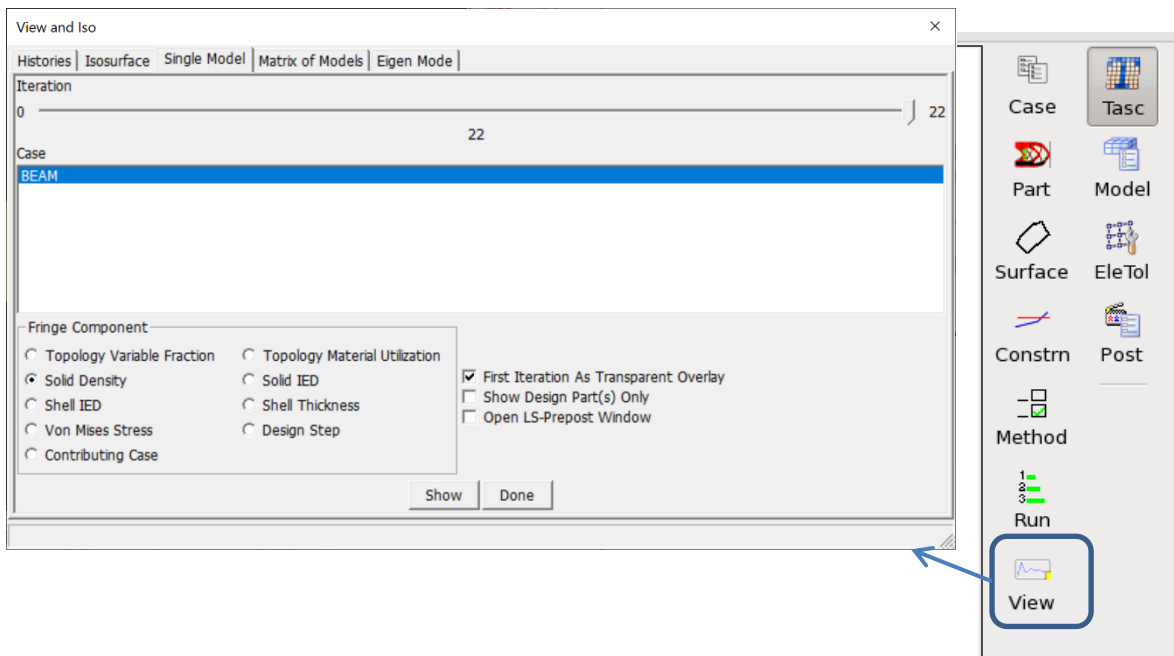 View and Iso
Histories Isosurface Single Model Matrix of Models Eigen Mode
Iteration
0 22
22
Case
BEAM
Fringe Component
Topology Variable Fraction Topology Material Utilization
Solid Density Solid IED
Shell IED Shell Thickness
Von Mises Stress Design Step
Contributing Case
First Iteration As Transparent Overlay
Show Design Part(s) Only
Open LS-Prepost Window
Show Done
Case Tasc
Part Model
Surface EleTol
Constrn Post
Method
1
2
3
Run
View